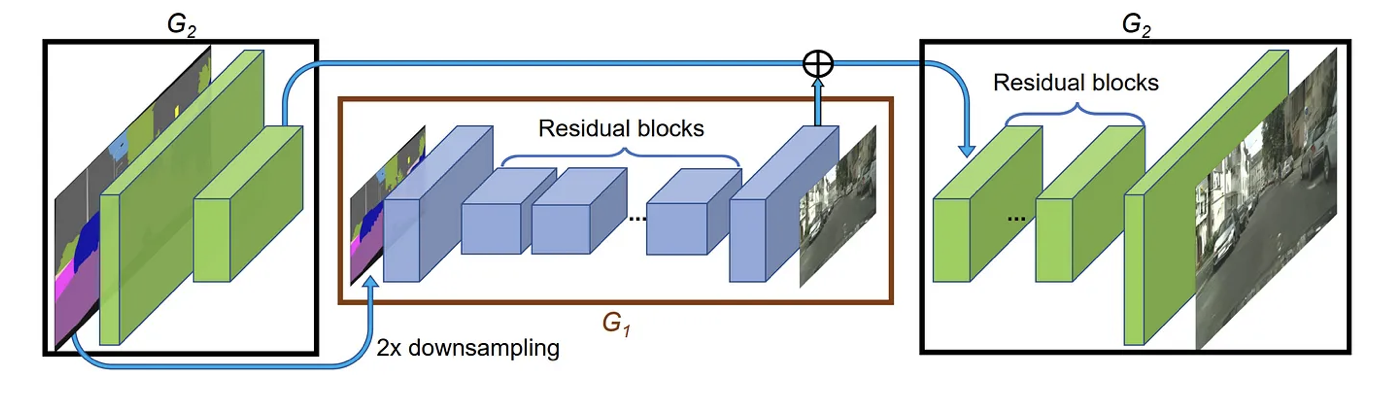 G2
G2
Residual blocks
Residual blocks
...
...
G1
2x downsampling